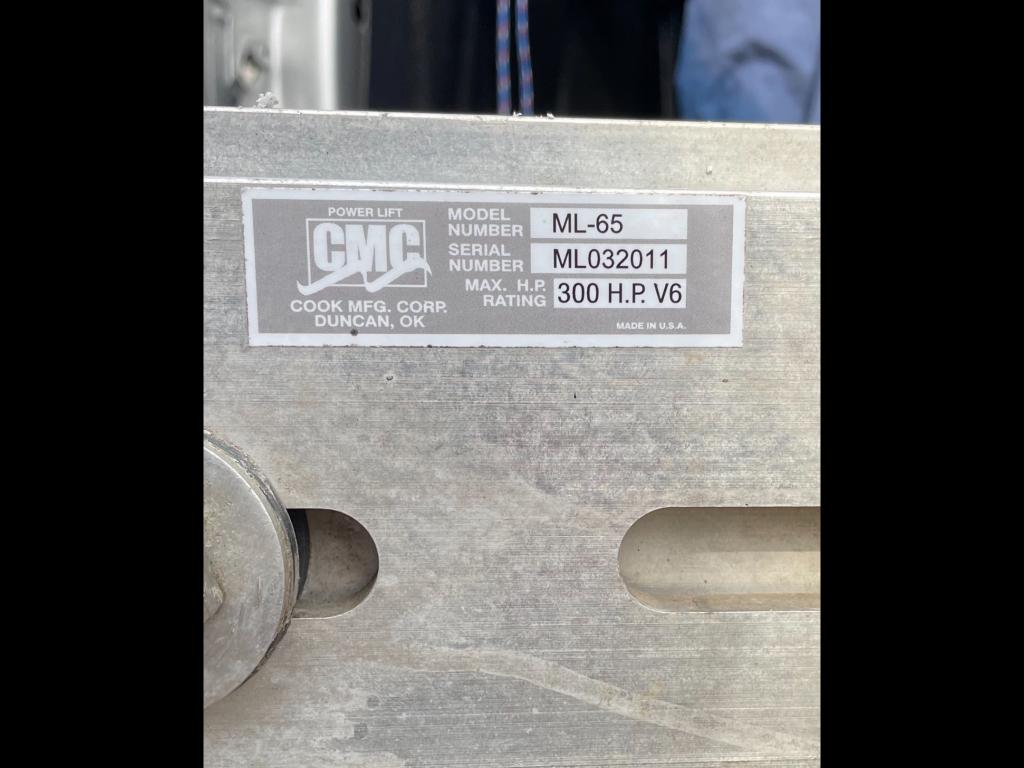 POWER LIFT
CMC
COOK MFG. CORP.
DUNCAN, OK
MODEL NUMBER ML-65
SERIAL NUMBER ML032011
MAX. H.P. RATING 300 H.P. V6
MADE IN U.S.A.